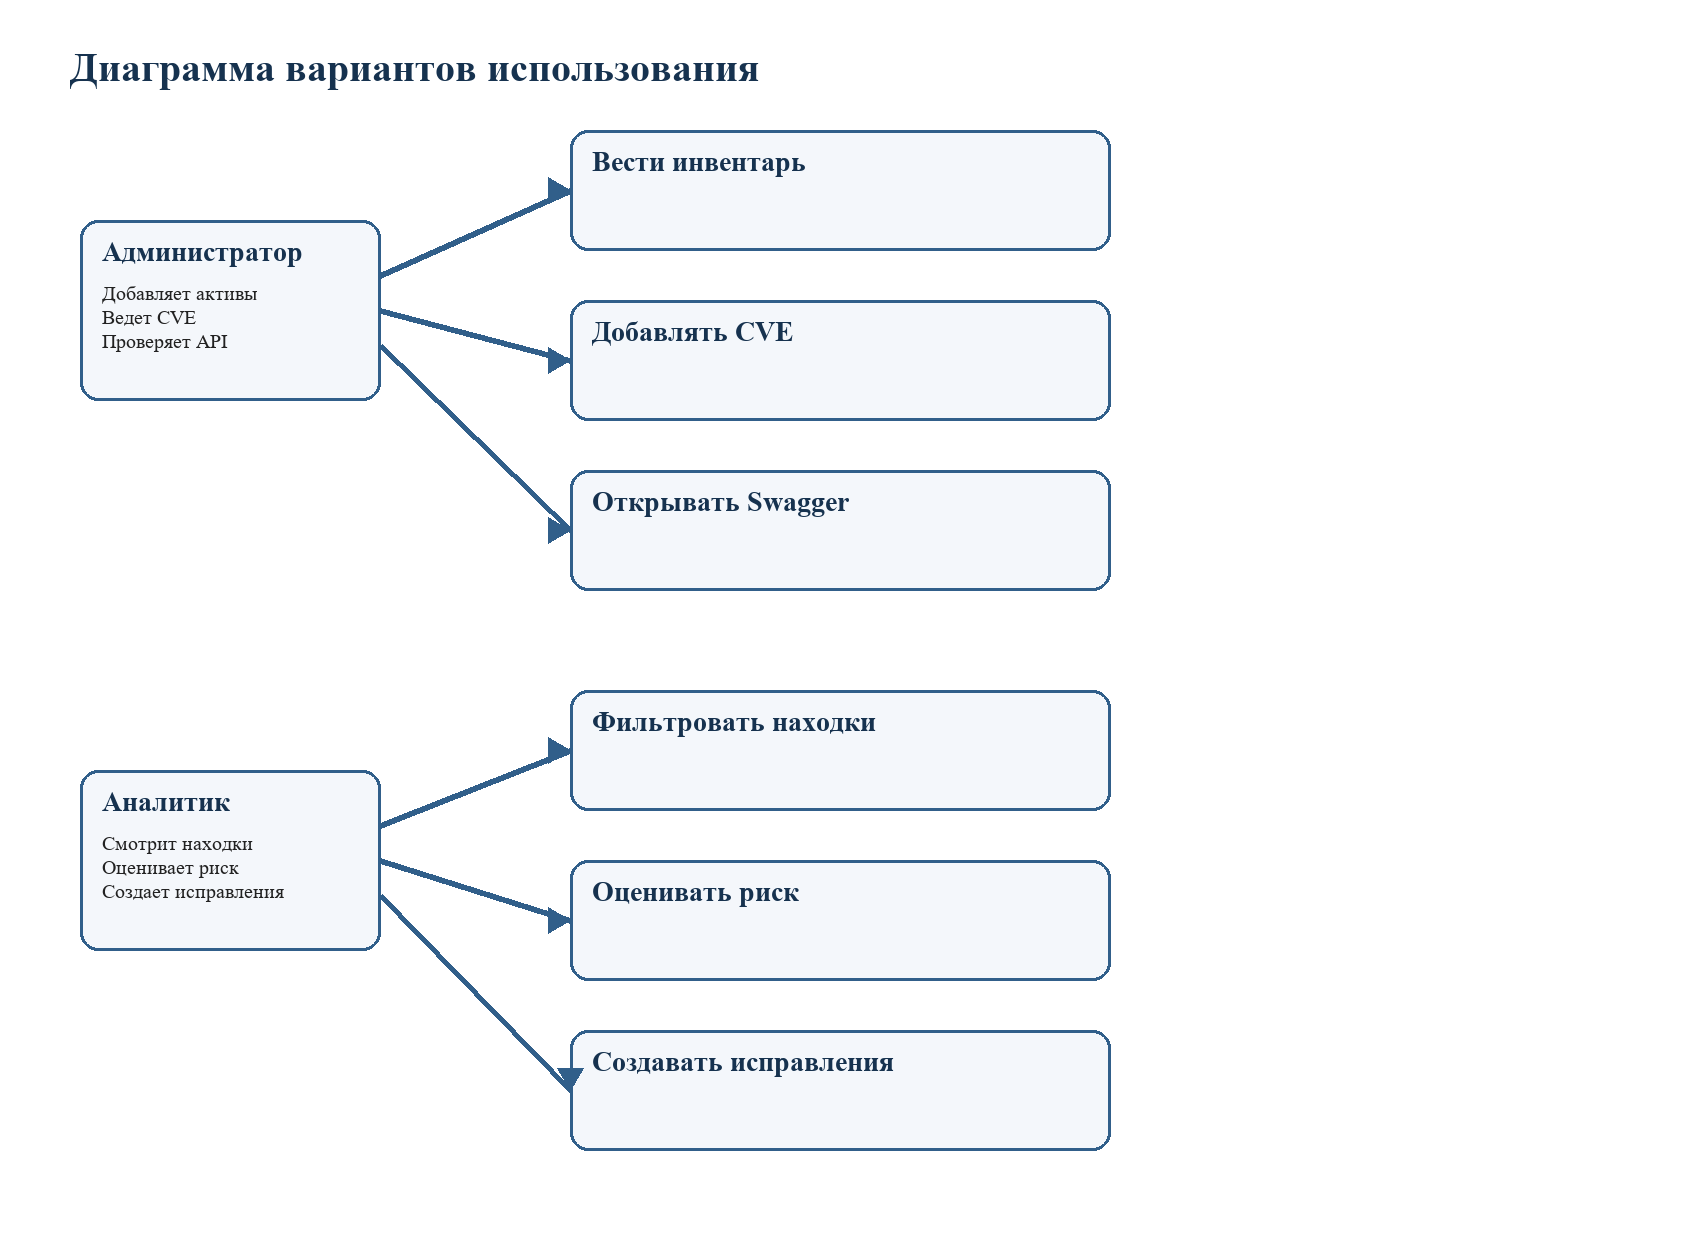 Диаграмма вариантов использования
Вести инвентарь
Администратор
Добавляет активы
Ведет CVE
Проверяет API
Добавлять CVE
Открывать Swagger
Фильтровать находки
Аналитик
Смотрит находки
Оценивает риск
Создает исправления
Оценивать риск
Создавать исправления